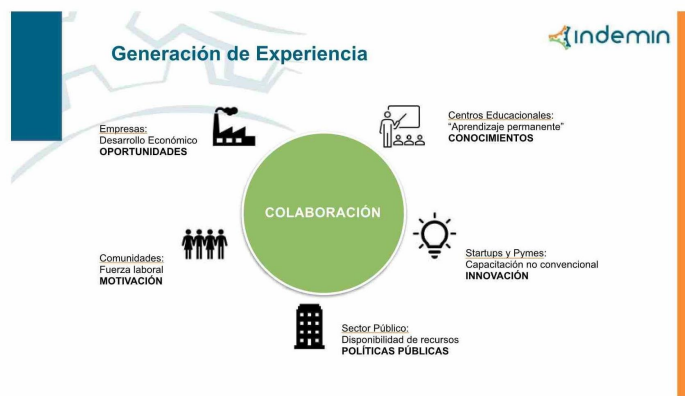 indemin
Generación de Experiencia
Empresas:
Desarrollo Económico
OPORTUNIDADES
Centros Educacionales:
"Aprendizaje permanente"
CONOCIMIENTOS
COLABORACIÓN
Comunidades:
Fuerza laboral
MOTIVACIÓN
Startups y Pymes:
Capacitación no convencional
INNOVACIÓN
Sector Público:
Disponibilidad de recursos
POLÍTICAS PÚBLICAS